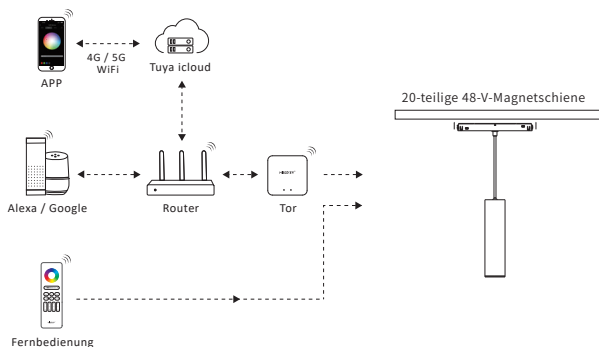 4G / 5G
WiFi
APP
Tuya icloud
20-teilige 48-V-Magnetschiene
Alexa / Google
Router
Tor
Fernbedienung